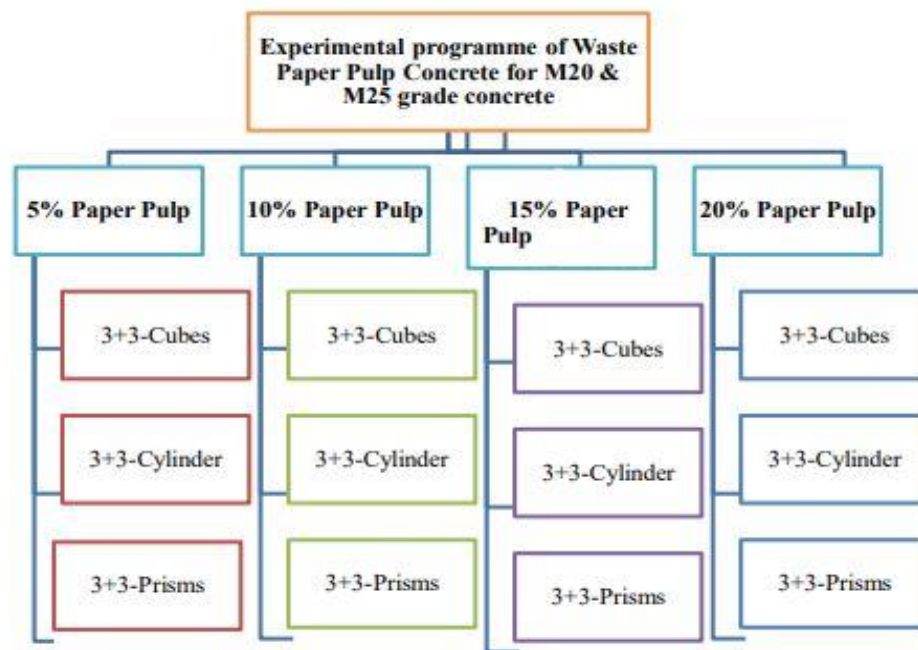 Experimental programme of Waste
Paper Pulp Concrete for M20 &
M25 grade concrete
5% Paper Pulp
10% Paper Pulp
15% Paper
Pulp
20% Paper Pulp
3+3-Cubes
3+3-Cubes
3+3-Cubes
3+3-Cubes
3+3-Cylinder
3+3-Cylinder
3+3-Cylinder
3+3-Cylinder
3+3-Prisms
3+3-Prisms
3+3-Prisms
3+3-Prisms